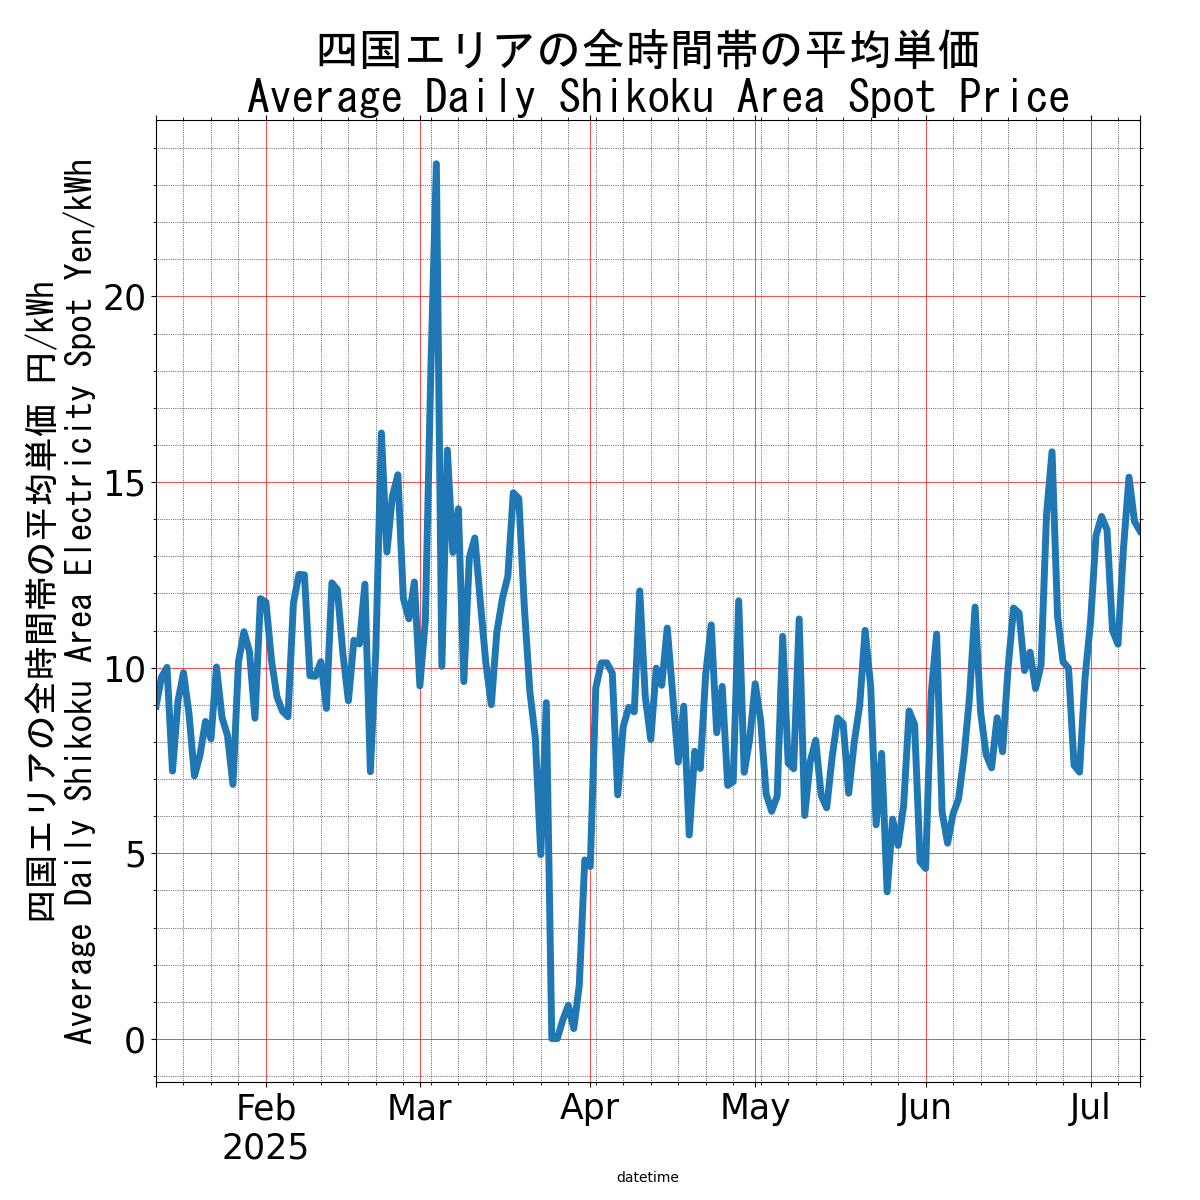 四国エリアの全時間帯の平均単価
Average Daily Shikoku Area Spot Price
四国エリアの全時間帯の平均単価 円/kWh
Average Daily Shikoku Area Electricity Spot Yen/kWh
20
15
10
5
0
Feb
2025
Mar
Apr
May
Jun
Jul
datetime